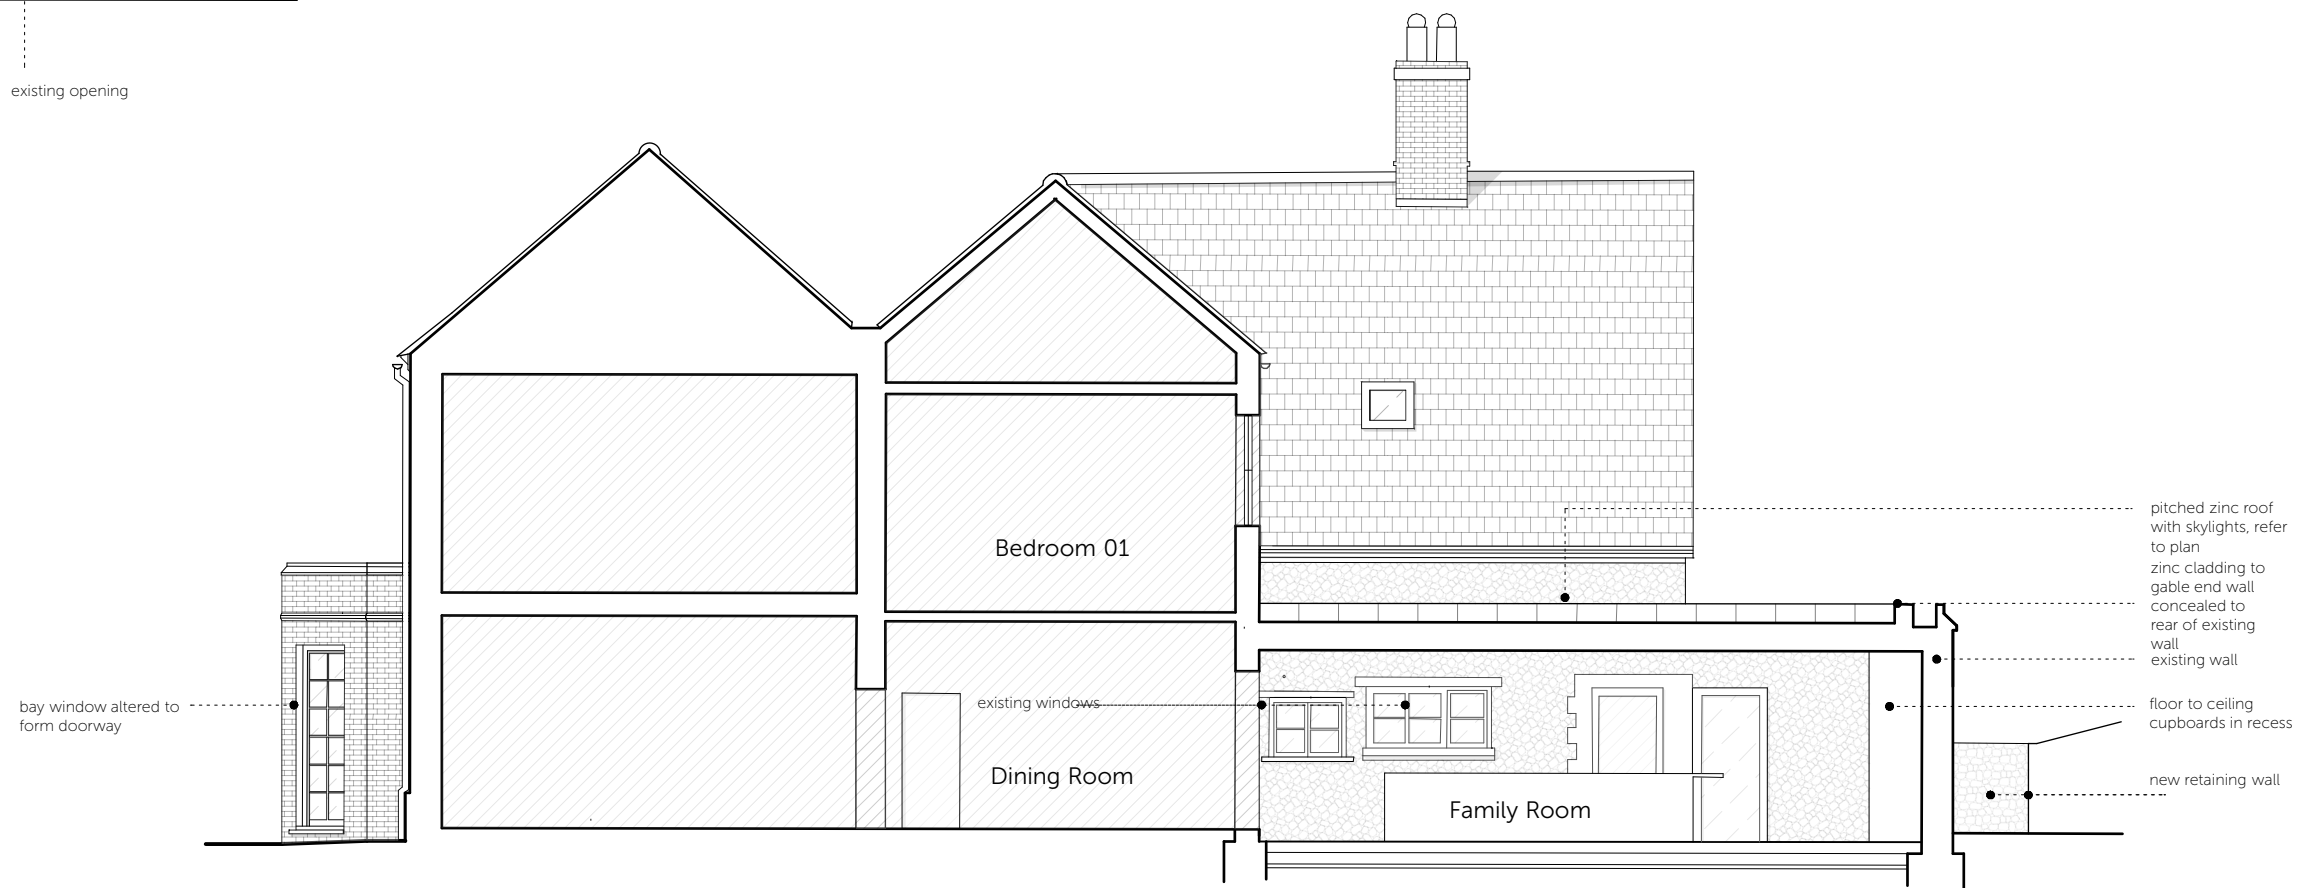 existing opening
Bedroom 01
pitched zinc roof
with skylights, refer
to plan
zinc cladding to
gable end wall
concealed to
rear of existing
wall
existing wall
bay window altered to
form doorway
existing windows
floor to ceiling
cupboards in recess
Dining Room
Family Room
new retaining wall